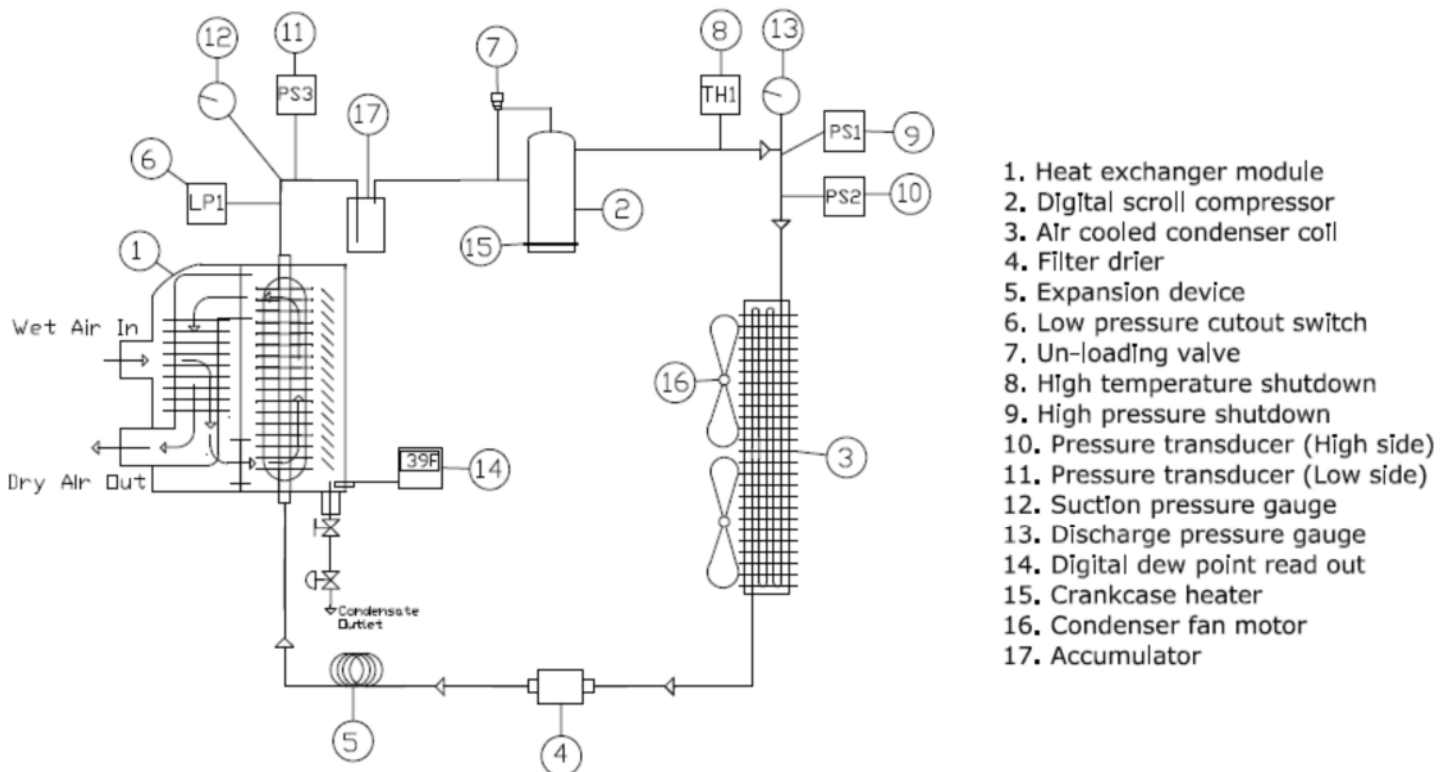 12
11
7
8
13
PS3
17
TH1
PS1
9
6
LP1
PS2
10
2
15
1
Wet Air In
16
3
39F
14
Dry Air Out
Condensate
Outlet
5
4
1. Heat exchanger module
2. Digital scroll compressor
3. Air cooled condenser coil
4. Filter drier
5. Expansion device
6. Low pressure cutout switch
7. Un-loading valve
8. High temperature shutdown
9. High pressure shutdown
10. Pressure transducer (High side)
11. Pressure transducer (Low side)
12. Suction pressure gauge
13. Discharge pressure gauge
14. Digital dew point read out
15. Crankcase heater
16. Condenser fan motor
17. Accumulator